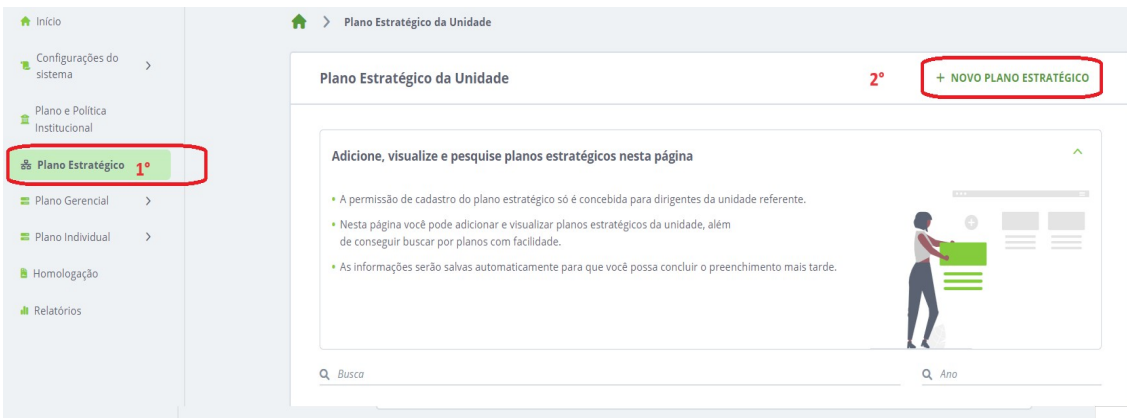 Início
Configurações do
sistema
Plano e Política
Institucional
Plano Estratégico 1°
Plano Gerencial
Plano Individual
Homologação
Relatórios
Plano Estratégico da Unidade
Plano Estratégico da Unidade
2°
+ NOVO PLANO ESTRATÉGICO
Adicione, visualize e pesquise planos estratégicos nesta página
• A permissão de cadastro do plano estratégico só é concebida para dirigentes da unidade referente.
• Nesta página você pode adicionar e visualizar planos estratégicos da unidade, além
de conseguir buscar por planos com facilidade.
• As informações serão salvas automaticamente para que você possa concluir o preenchimento mais tarde.
Busca
Ano